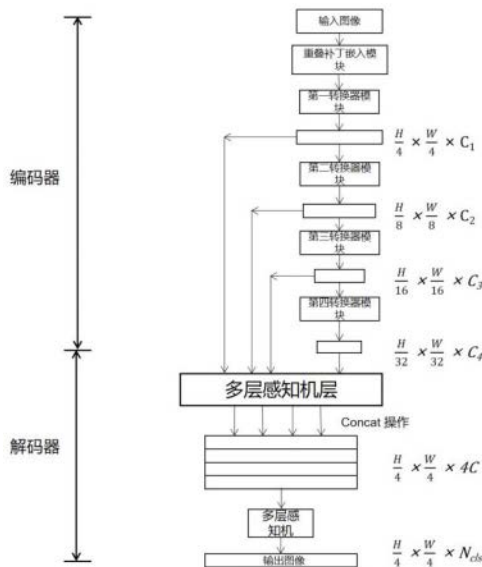 输入图像
重叠补丁嵌入模
块
第一转换器模
块
H/4 × W/4 × C₁
第二转换器模
块
编码器
H/8 × W/8 × C₂
第三转换器模
块
H/16 × W/16 × C₃
第四转换器模
块
H/32 × W/32 × C₄
多层感知机层
Concat 操作
解码器
H/4 × W/4 × 4C
多层感
知机
H/4 × W/4 × N_cls
输出图像